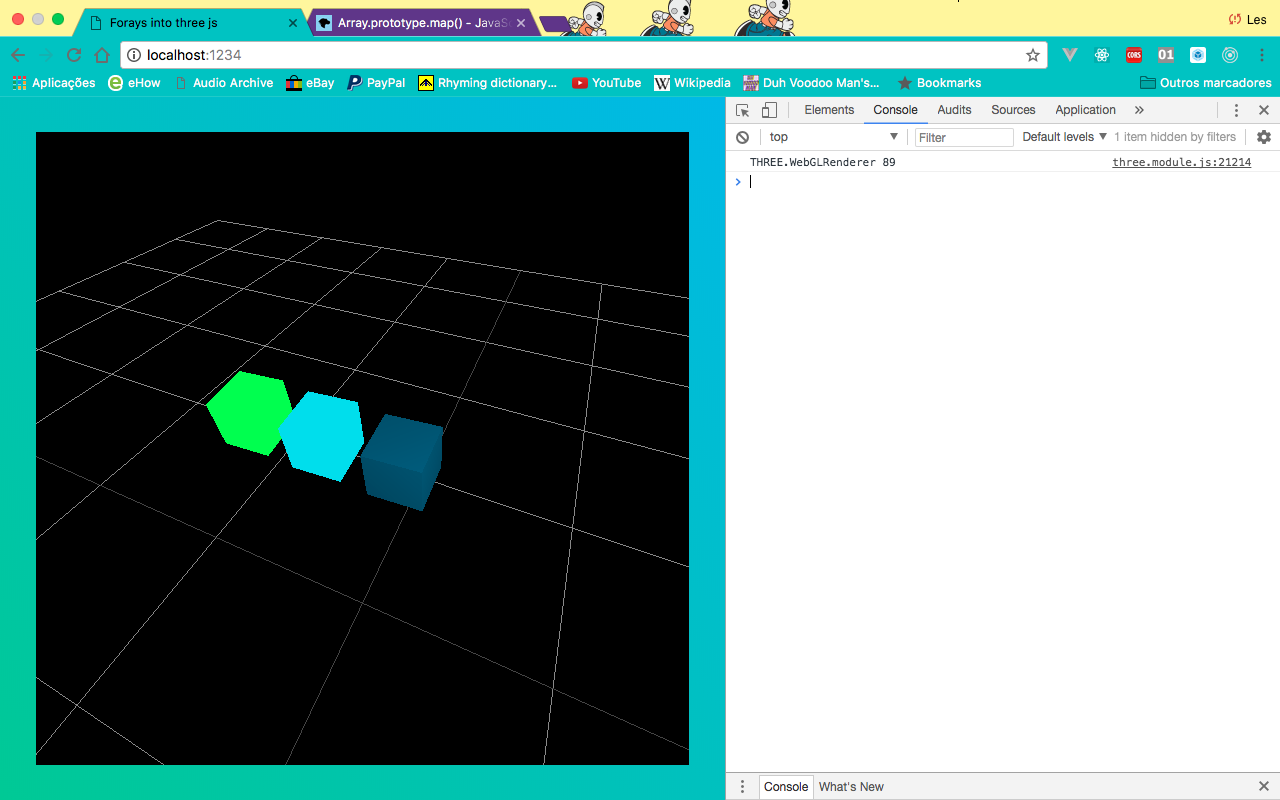 Forays into three js
Array.prototype.map() - JavaS
Les
localhost:1234
CORS
01
Aplicações
eHow
Audio Archive
eBay
PayPal
Rhyming dictionary...
YouTube
W Wikipedia
Duh Voodoo Man's...
Bookmarks
Outros marcadores
Elements Console Audits Sources Application »
top
Filter
Default levels
1 item hidden by filters
THREE.WebGLRenderer 89
three.module.js:21214
Console What's New